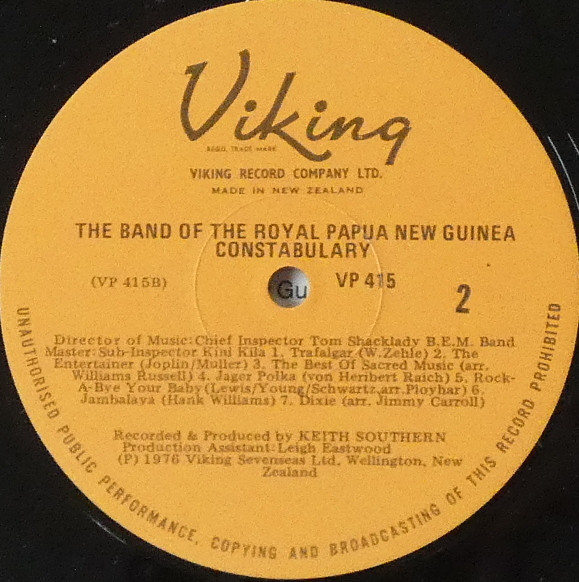 Viking
REGD. TRADE MARK
VIKING RECORD COMPANY LTD.
MADE IN NEW ZEALAND
THE BAND OF THE ROYAL PAPUA NEW GUINEA
CONSTABULARY
(VP 415B)
Gu
VP 415
2
Director of Music:Chief Inspector Tom Shacklady B.E.M. Band
Master:Sub-Inspector Kini Kila 1. Trafalgar (W.Zehle) 2. The
Entertainer (Joplin/Muller) 3. The Best Of Sacred Music (arr.
Williams Russell) 4. Jager Polka (von Heribert Raich) 5. Rock-
A-Bye Your Baby (Lewis/Young/Schwartz,arr.Ployhar) 6.
Jambalaya (Hank Williams) 7. Dixie (arr. Jimmy Carroll)
Recorded & Produced by KEITH SOUTHERN
Production Assistant:Leigh Eastwood
(P) 1976 Viking Sevenseas Ltd, Wellington, New
Zealand
UNAUTHORISED PUBLIC PERFORMANCE, COPYING AND BROADCASTING OF THIS RECORD PROHIBITED